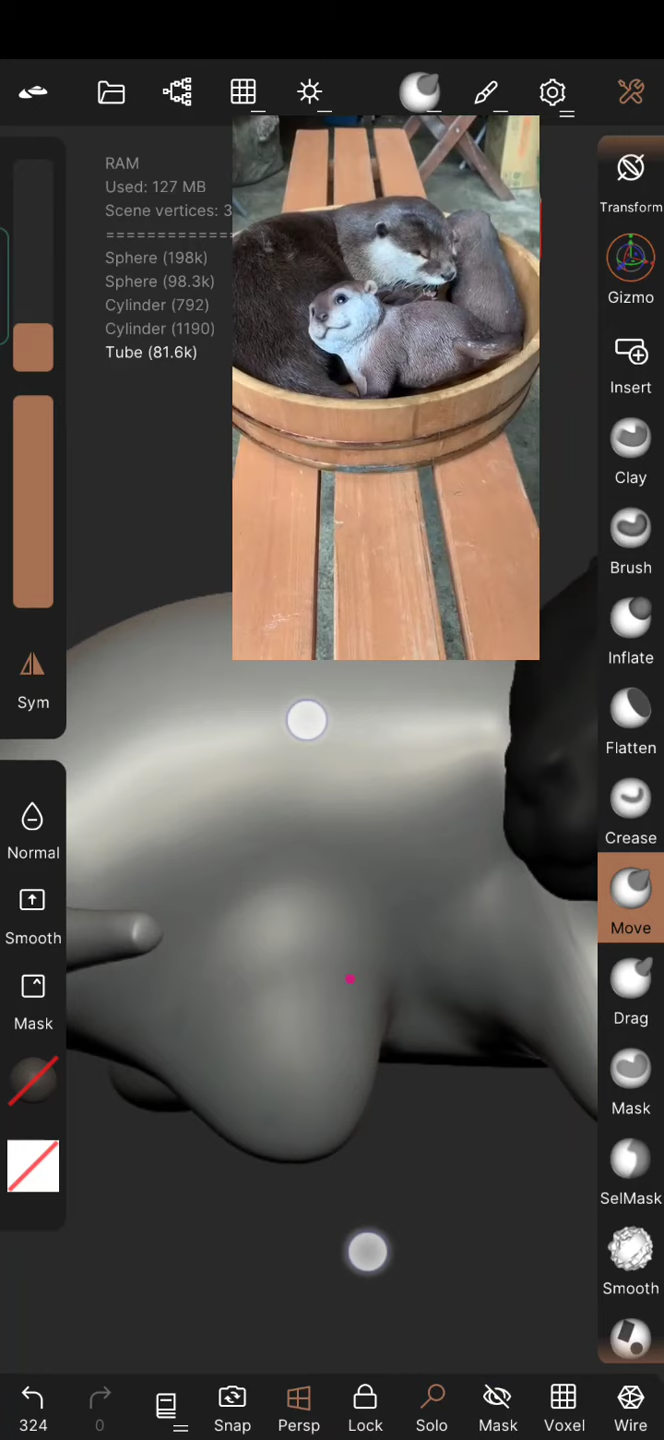 RAM
Used: 127 MB
Scene vertices: 3
============
Sphere (198k)
Sphere (98.3k)
Cylinder (792)
Cylinder (1190)
Tube (81.6k)
Sym
Normal
Smooth
Mask
Transform
Gizmo
Insert
Clay
Brush
Inflate
Flatten
Crease
Move
Drag
Mask
SelMask
Smooth
324
0
Snap
Persp
Lock
Solo
Mask
Voxel
Wire